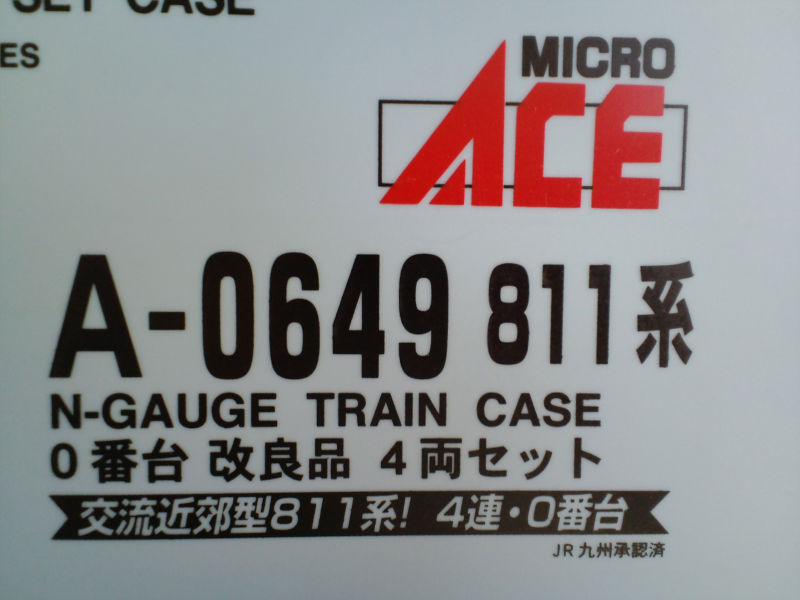 SET CASE
ES
MICRO
ACE
A-0649 811系
N-GAUGE TRAIN CASE
0番台 改良品 4両セット
交流近郊型811系! 4連・0番台
JR九州承認済